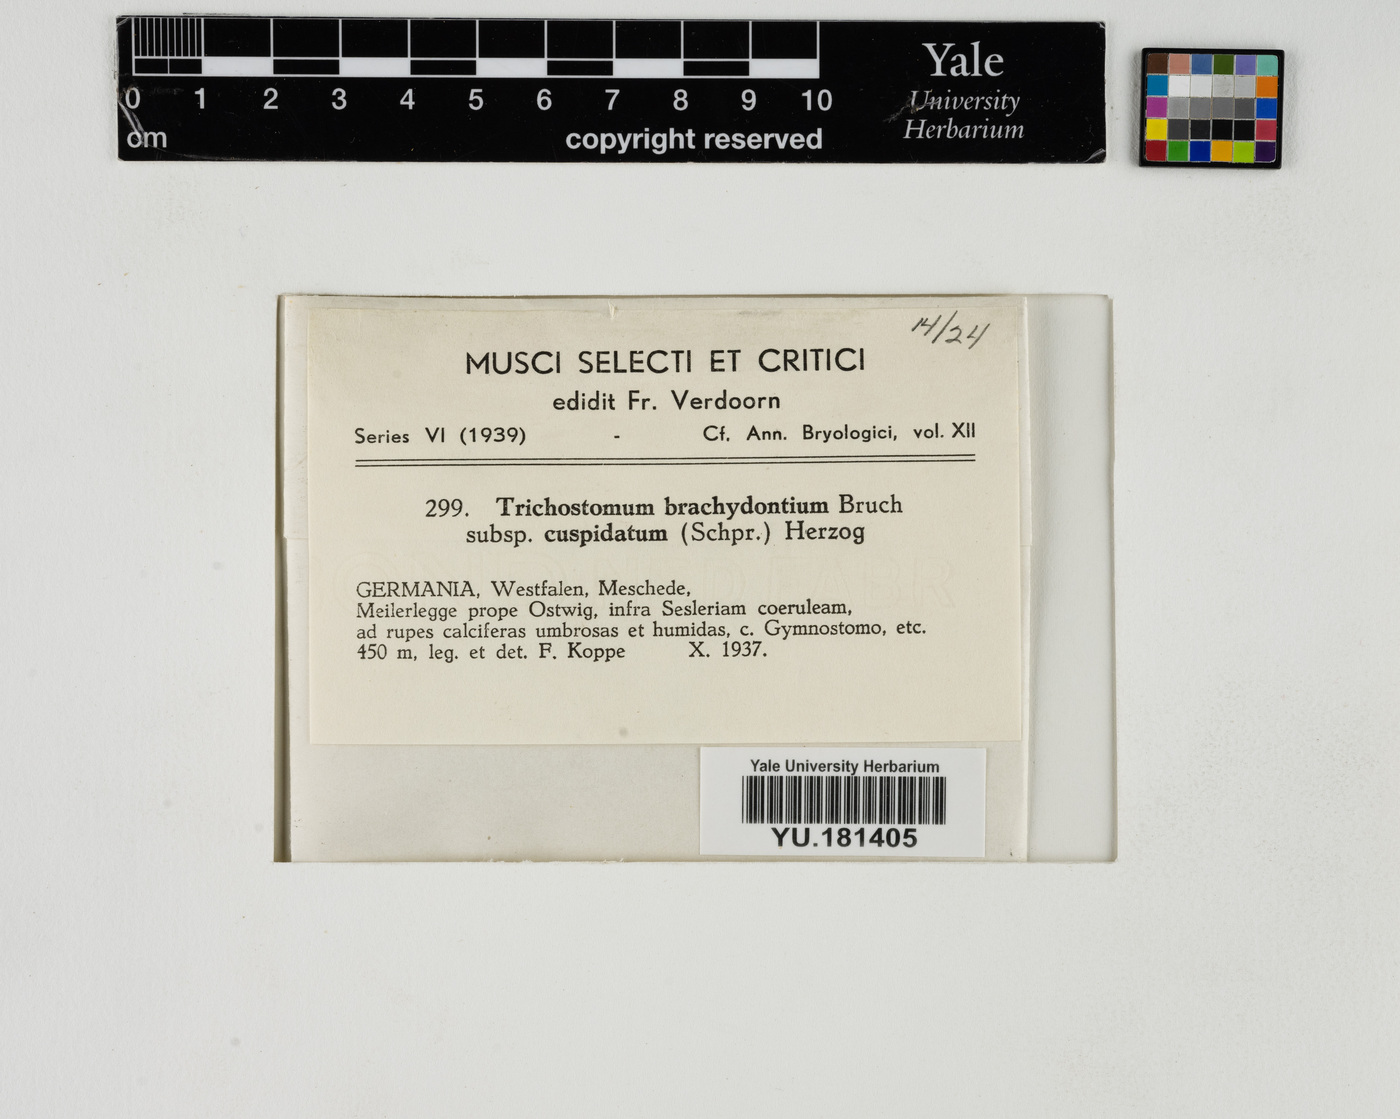 0 1 2 3 4 5 6 7 8 9 10
cm
copyright reserved
Yale
University
Herbarium
14/24
MUSCI SELECTI ET CRITICI
edidit Fr. Verdoorn
Series VI (1939) - Cf. Ann. Bryologici, vol. XII
299. Trichostomum brachydontium Bruch
subsp. cuspidatum (Schpr.) Herzog
GERMANIA, Westfalen, Meschede,
Meilerlegge prope Ostwig, infra Sesleriam coeruleam,
ad rupes calciferas umbrosas et humidas, c. Gymnostomo, etc.
450 m, leg. et det. F. Koppe X. 1937.
Yale University Herbarium
YU.181405